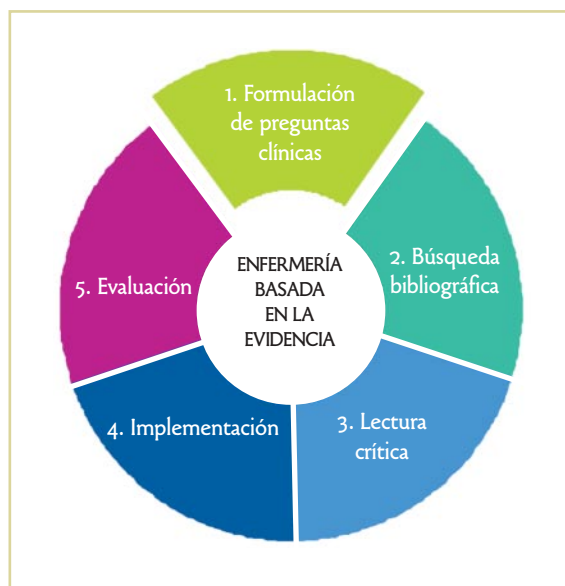 1. Formulación
de preguntas
clínicas
2. Búsqueda
bibliográfica
3. Lectura
crítica
4. Implementación
5. Evaluación
ENFERMERÍA
BASADA
EN LA
EVIDENCIA